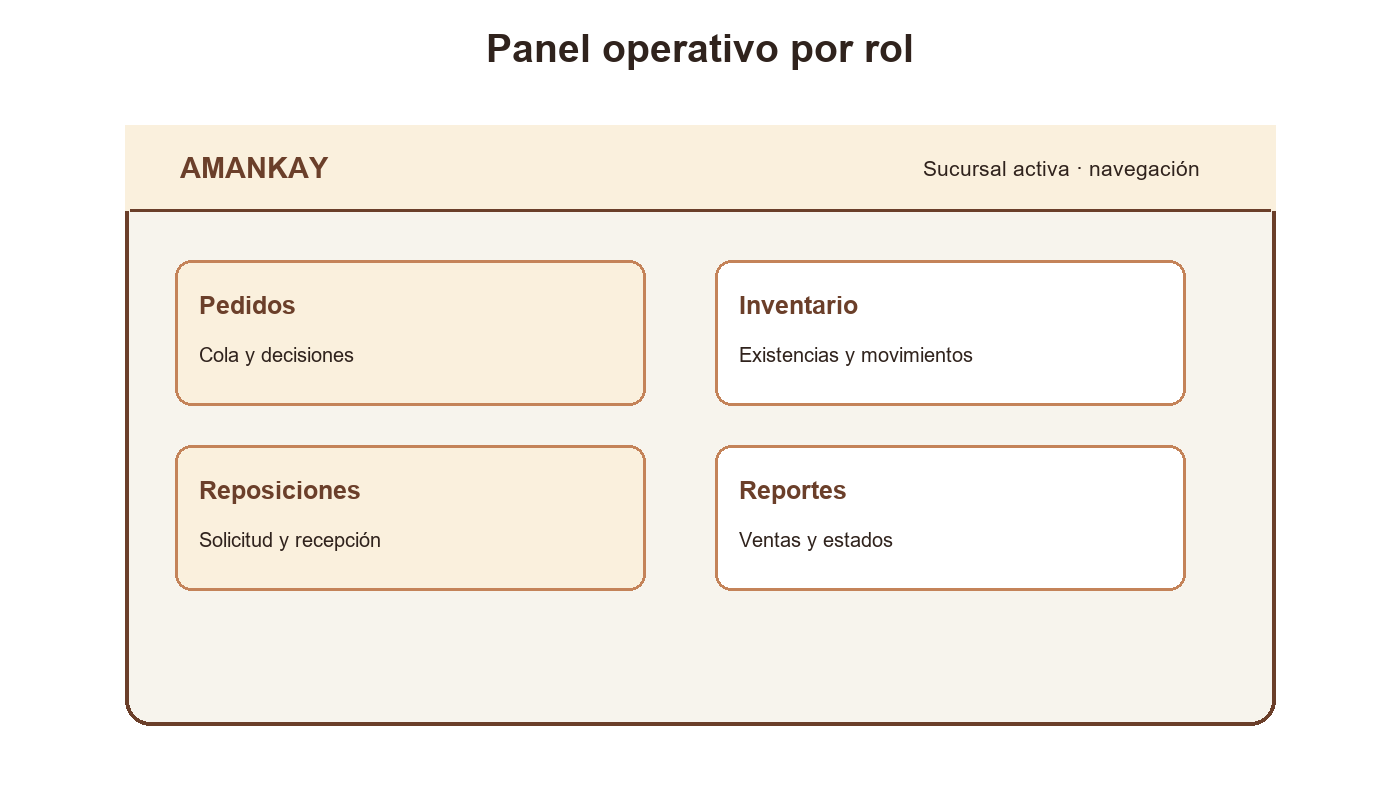 Panel operativo por rol
AMANKAY
Sucursal activa · navegación
Pedidos
Cola y decisiones
Inventario
Existencias y movimientos
Reposiciones
Solicitud y recepción
Reportes
Ventas y estados